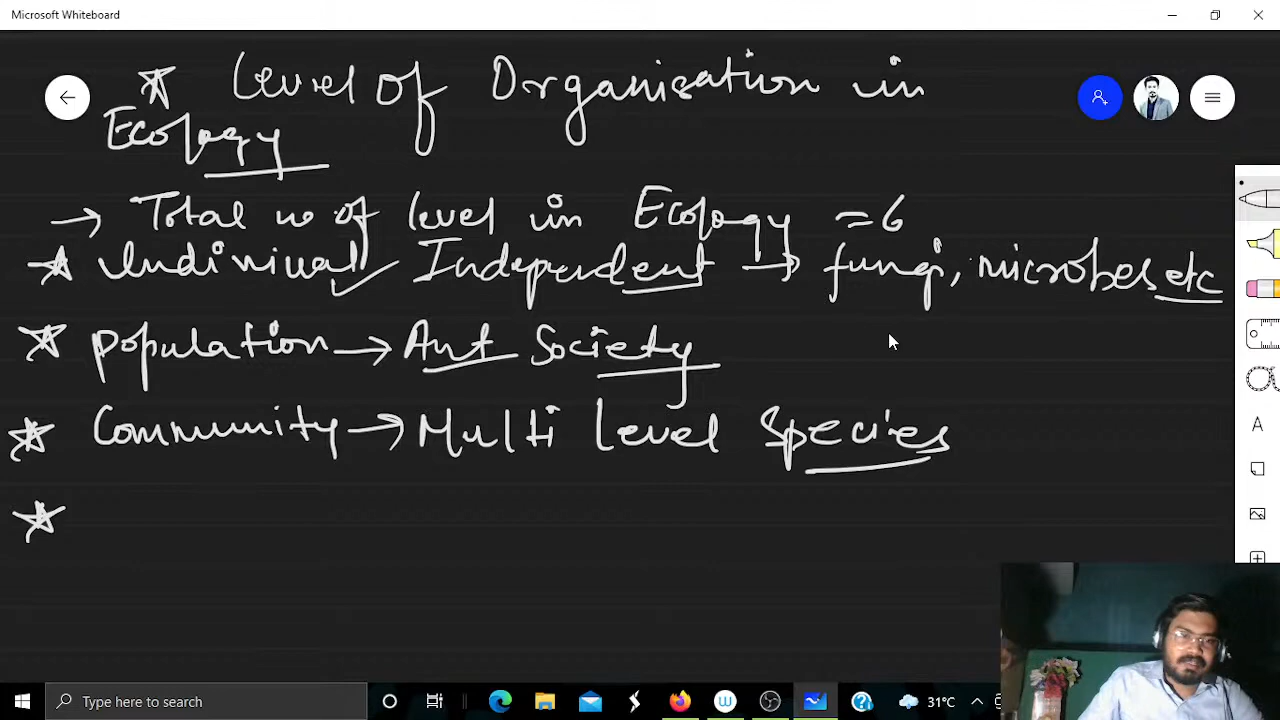 Microsoft Whiteboard
Level of Organisation in
Ecology
→ Total no of level in Ecology = 6
Indiviual Independent → fungi, microbes etc
population → Ant Society
Community → Multi Level Species
A
Type here to search
31°C